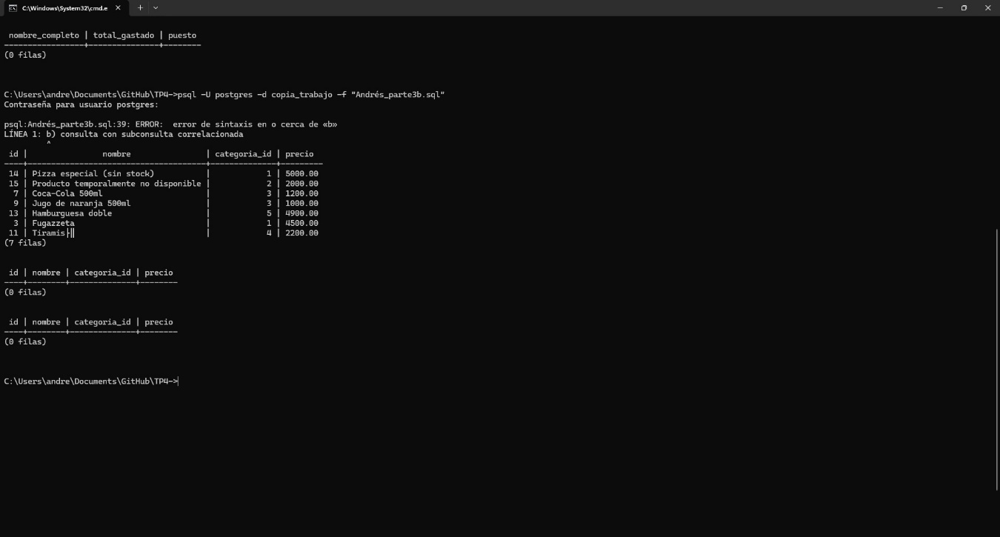 C:\Windows\System32\cmd.e
nombre_completo | total_gastado | puesto
-----------------+---------------+--------
(0 filas)
C:\Users\andre\Documents\GitHub\TP4->psql -U postgres -d copia_trabajo -f "Andrés_parte3b.sql"
Contraseña para usuario postgres:
psql:Andrés_parte3b.sql:39: ERROR:  error de sintaxis en o cerca de «b»
LÍNEA 1: b) consulta con subconsulta correlacionada
^
id |                nombre                 | categoria_id | precio
----+---------------------------------------+--------------+---------
14 | Pizza especial (sin stock)            |            1 | 5000.00
15 | Producto temporalmente no disponible |            2 | 2000.00
7 | Coca-Cola 500ml                       |            3 | 1200.00
9 | Jugo de naranja 500ml                 |            3 | 1000.00
13 | Hamburguesa doble                     |            5 | 4900.00
3 | Fugazzeta                             |            1 | 4500.00
11 | Tiramis├║                             |            4 | 2200.00
(7 filas)
id | nombre | categoria_id | precio
----+--------+--------------+--------
(0 filas)
id | nombre | categoria_id | precio
----+--------+--------------+--------
(0 filas)
C:\Users\andre\Documents\GitHub\TP4->